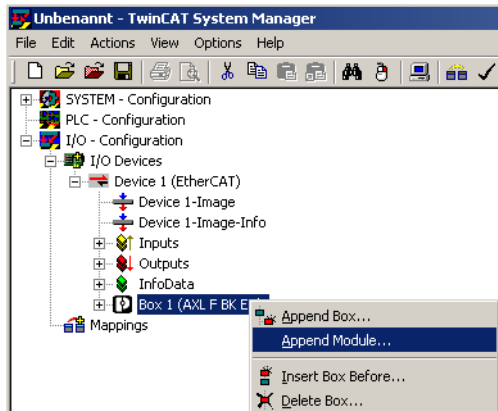 Unbenannt - TwinCAT System Manager
File Edit Actions View Options Help
SYSTEM - Configuration
PLC - Configuration
I/O - Configuration
I/O Devices
Device 1 (EtherCAT)
Device 1-Image
Device 1-Image-Info
Inputs
Outputs
InfoData
Box 1 (AXL F BK
Append Box...
Append Module...
Mappings
Insert Box Before...
Delete Box...